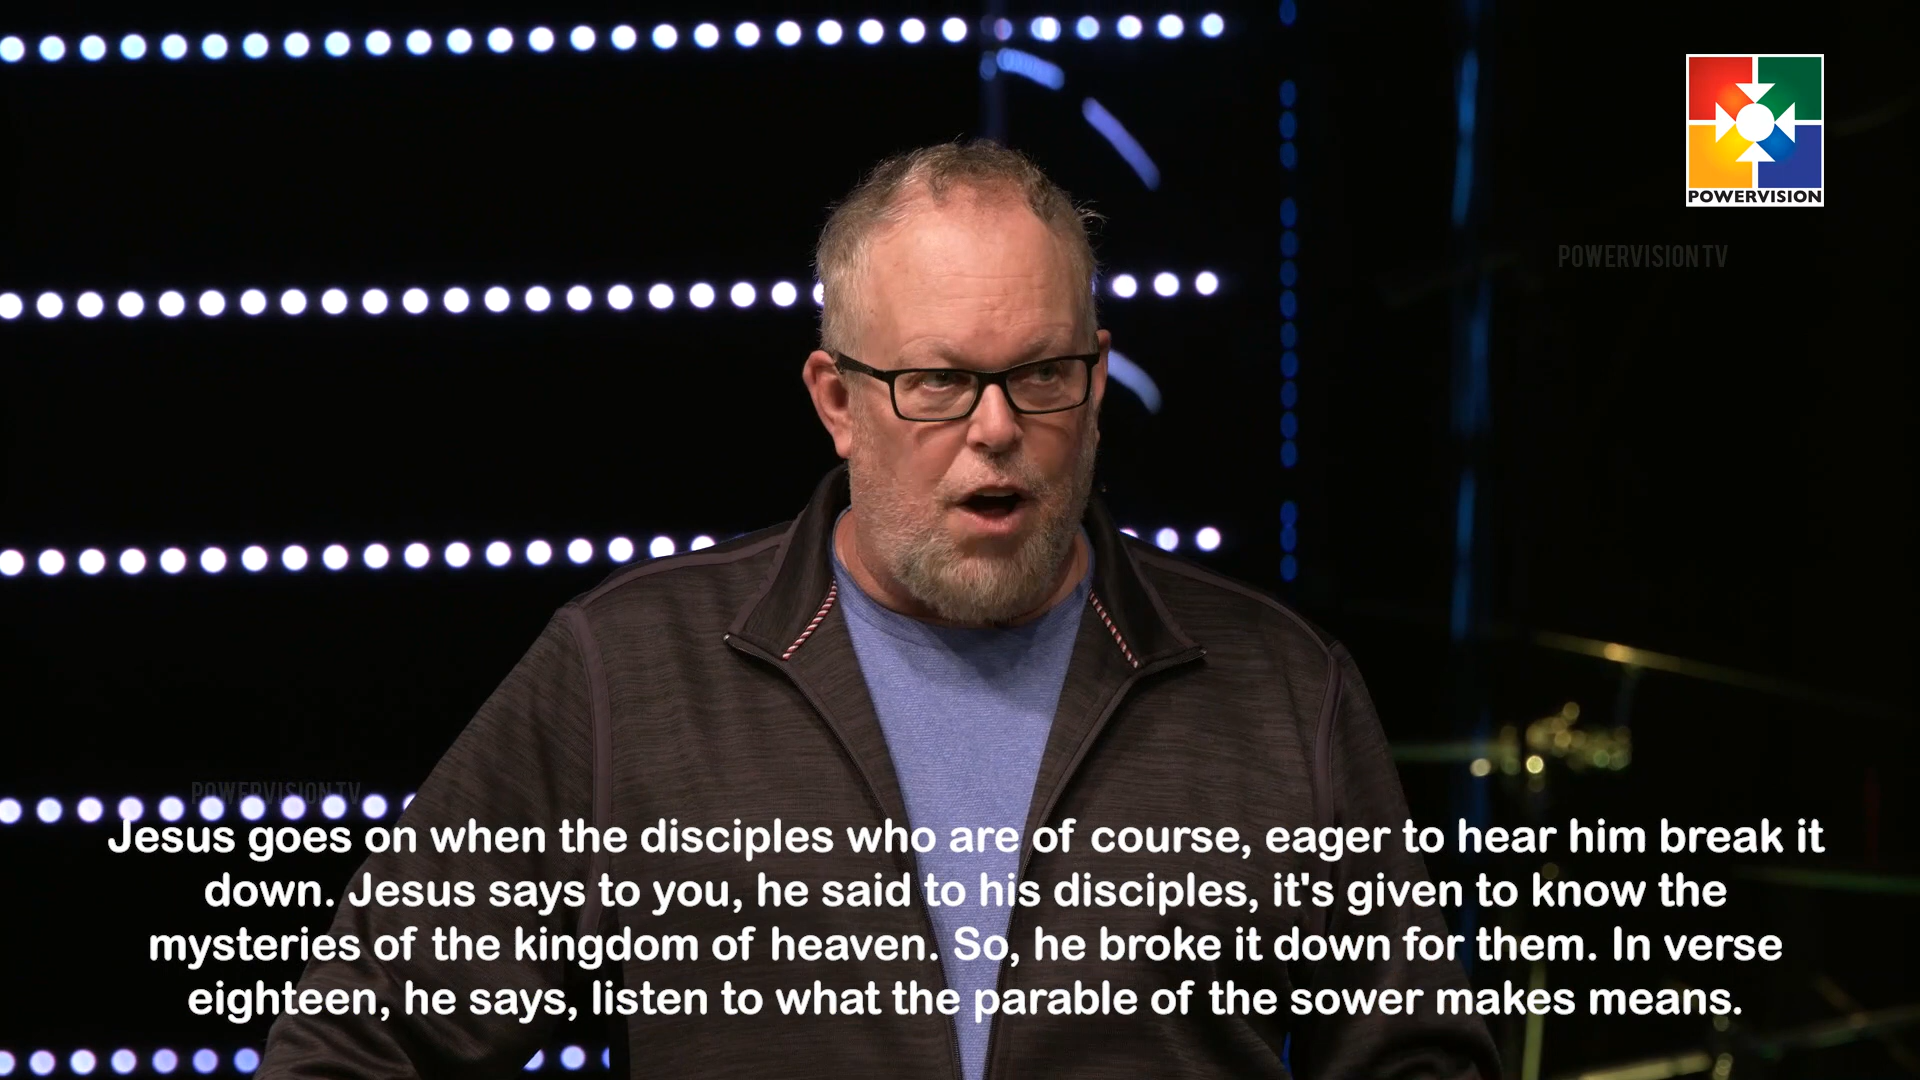 POWERVISION
POWERVISION TV
POWERVISION TV
Jesus goes on when the disciples who are of course, eager to hear him break it
down. Jesus says to you, he said to his disciples, it's given to know the
mysteries of the kingdom of heaven. So, he broke it down for them. In verse
eighteen, he says, listen to what the parable of the sower makes means.